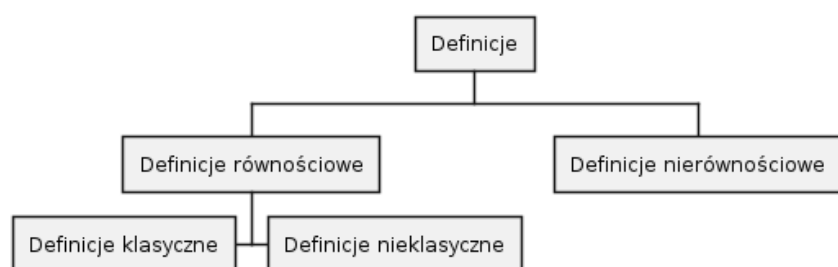 Definicje
Definicje równościowe
Definicje nierównościowe
Definicje klasyczne
Definicje nieklasyczne